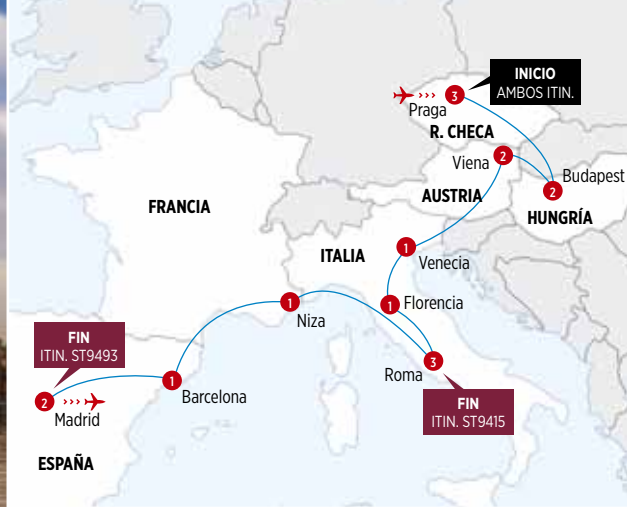 INICIO
AMBOS ITIN.
3
Praga
R. CHECA
Viena
2
Budapest
2
AUSTRIA
HUNGRÍA
FRANCIA
ITALIA
1
Venecia
1
Florencia
1
Niza
FIN
ITIN. ST9493
Roma
3
1
Barcelona
2
Madrid
FIN
ITIN. ST9415
ESPAÑA